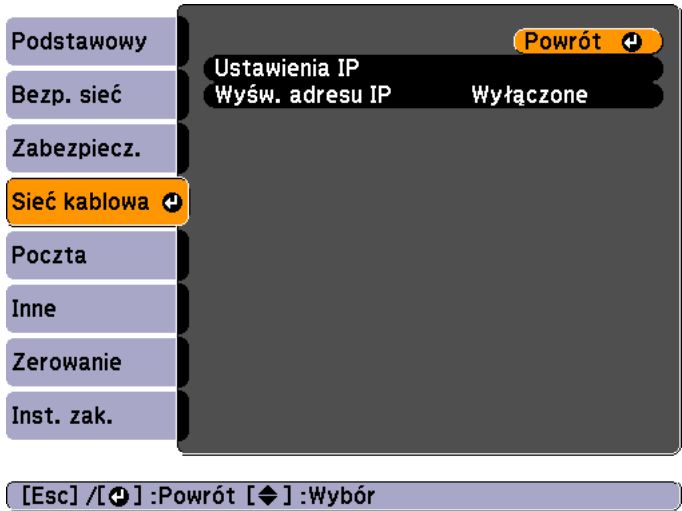 Podstawowy
Bezp. sieć
Zabezpiecz.
Sieć kablowa
Poczta
Inne
Zerowanie
Inst. zak.
Powrót
Ustawienia IP
Wyśw. adresu IP Wyłączone
[Esc] /[⏎] :Powrót [◆] :Wybór